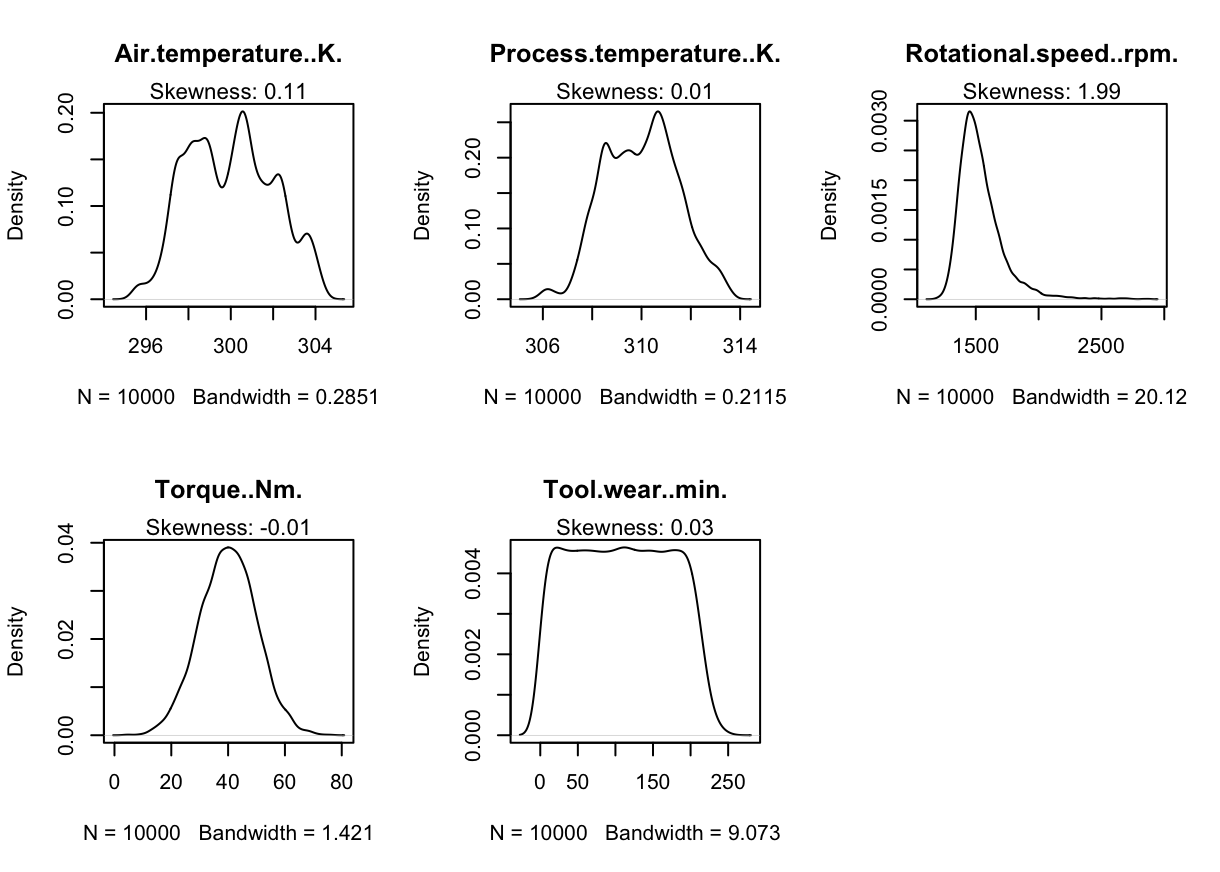 Air.temperature..K.
Skewness: 0.11
Density
0.00 0.10 0.20
296 300 304
N = 10000 Bandwidth = 0.2851
Process.temperature..K.
Skewness: 0.01
Density
0.00 0.10 0.20
306 310 314
N = 10000 Bandwidth = 0.2115
Rotational.speed..rpm.
Skewness: 1.99
Density
0.0000 0.0015 0.0030
1500 2500
N = 10000 Bandwidth = 20.12
Torque..Nm.
Skewness: -0.01
Density
0.00 0.02 0.04
0 20 40 60 80
N = 10000 Bandwidth = 1.421
Tool.wear..min.
Skewness: 0.03
Density
0.000 0.002 0.004
0 50 150 250
N = 10000 Bandwidth = 9.073